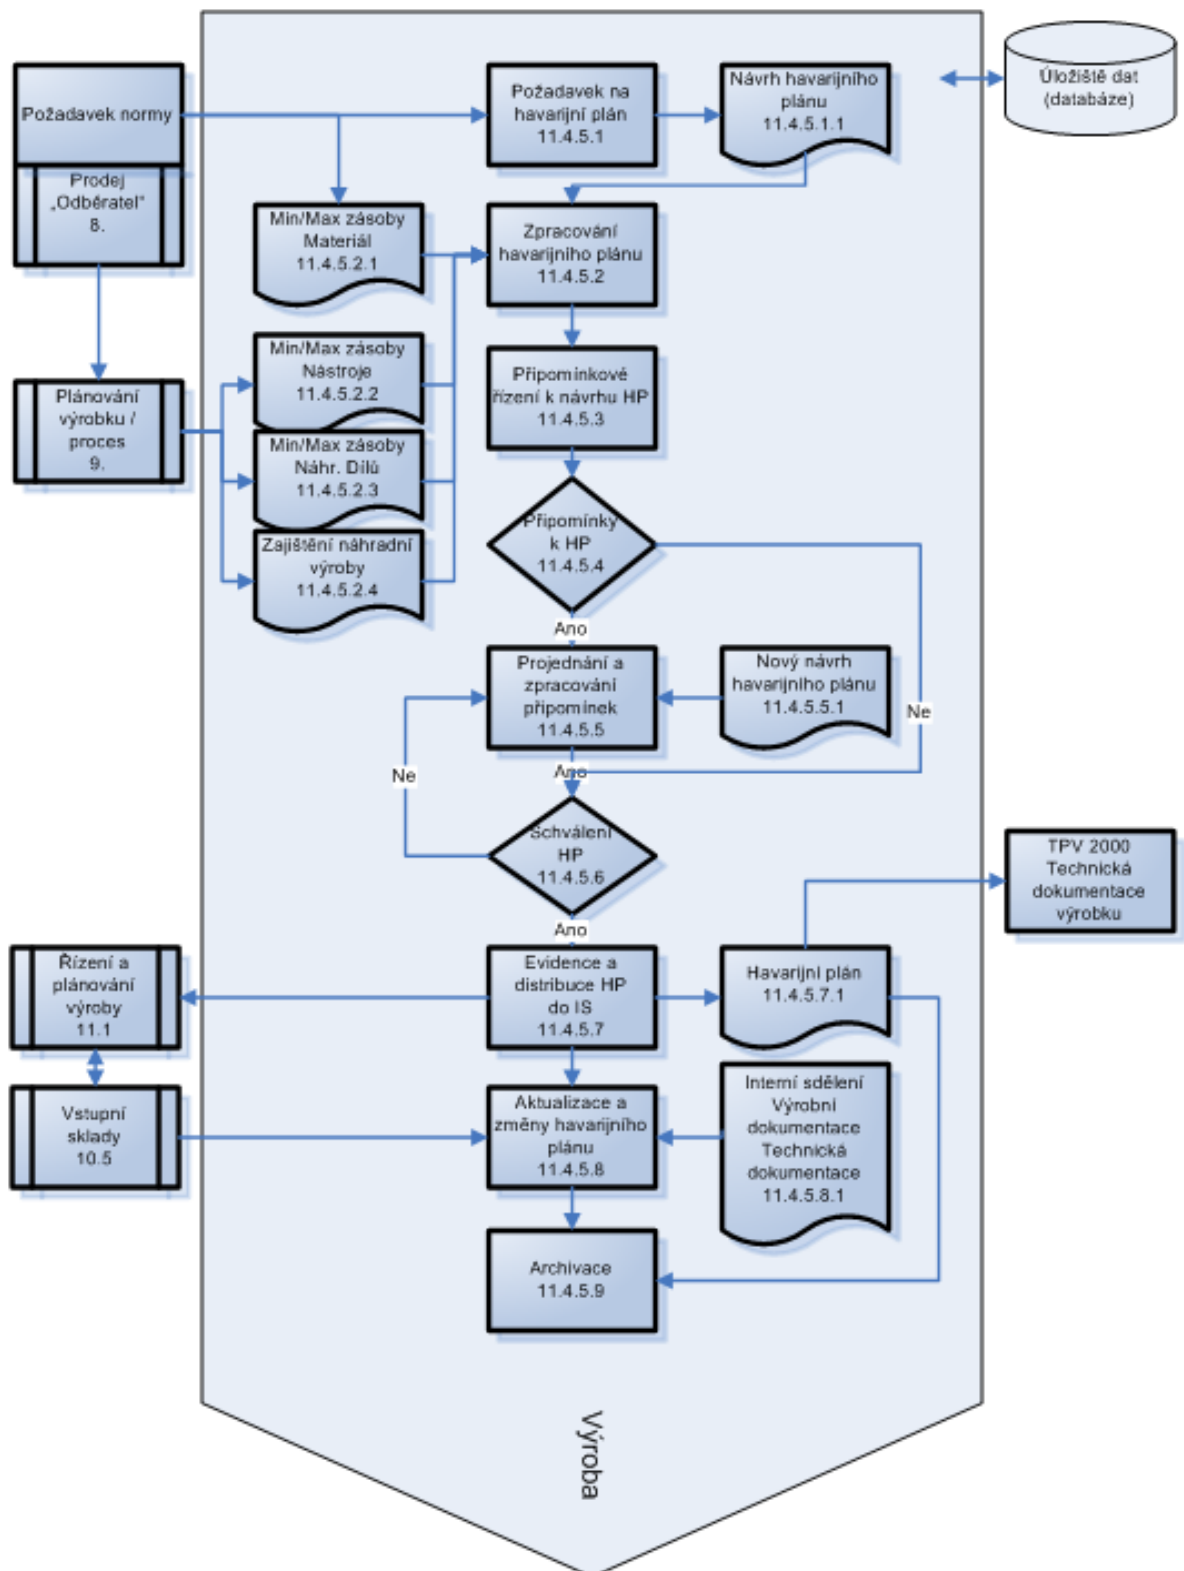 Požadavek normy
Prodej
„Odběratel“
8.
Požadavek na
havarijní plán
11.4.5.1
Návrh havarijního
plánu
11.4.5.1.1
Úložiště dat
(databáze)
Min/Max zásoby
Materiál
11.4.5.2.1
Zpracování
havarijního plánu
11.4.5.2
Plánování
výrobku /
proces
9.
Min/Max zásoby
Nástroje
11.4.5.2.2
Připomínkové
řízení k návrhu HP
11.4.5.3
Min/Max zásoby
Náhr. Dílů
11.4.5.2.3
Zajištění náhradní
výroby
11.4.5.2.4
Připomínky
k HP
11.4.5.4
Ano
Projednání a
zpracování
připomínek
11.4.5.5
Nový návrh
havarijního plánu
11.4.5.5.1
Ne
Ne
Ano
Schválení
HP
11.4.5.6
TPV 2000
Technická
dokumentace
výrobku
Ano
Řízení a
plánování
výroby
11.1
Evidence a
distribuce HP
do IS
11.4.5.7
Havarijní plán
11.4.5.7.1
Vstupní
sklady
10.5
Aktualizace a
změny havarijního
plánu
11.4.5.8
Interní sdělení
Výrobní
dokumentace
Technická
dokumentace
11.4.5.8.1
Archivace
11.4.5.9
Výroba